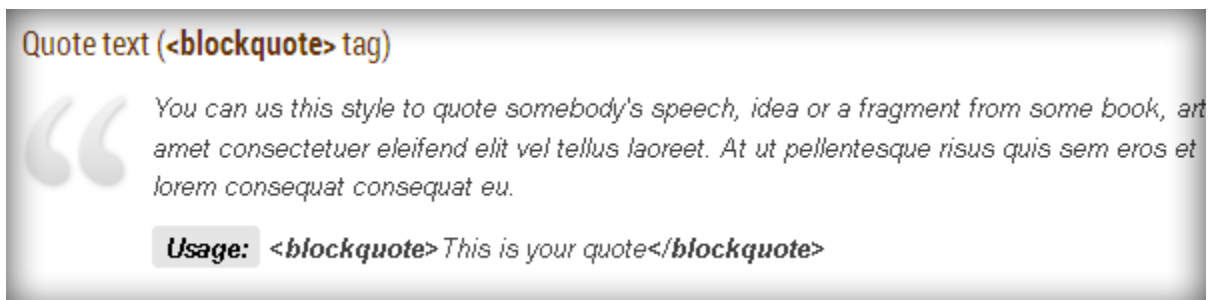 Quote text (<blockquote> tag)
You can us this style to quote somebody's speech, idea or a fragment from some book, art
amet consectetuer eleifend elit vel tellus laoreet. At ut pellentesque risus quis sem eros et
lorem consequat consequat eu.
Usage: <blockquote>This is your quote</blockquote>